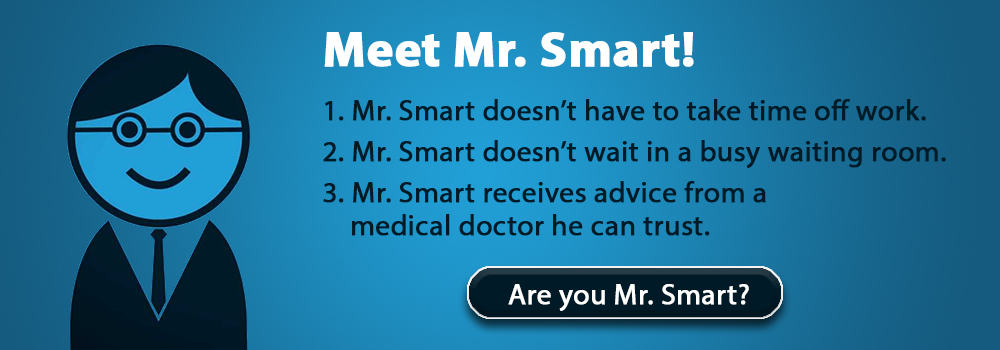 Meet Mr. Smart!
1. Mr. Smart doesn’t have to take time off work.
2. Mr. Smart doesn’t wait in a busy waiting room.
3. Mr. Smart receives advice from a
medical doctor he can trust.
Are you Mr. Smart?